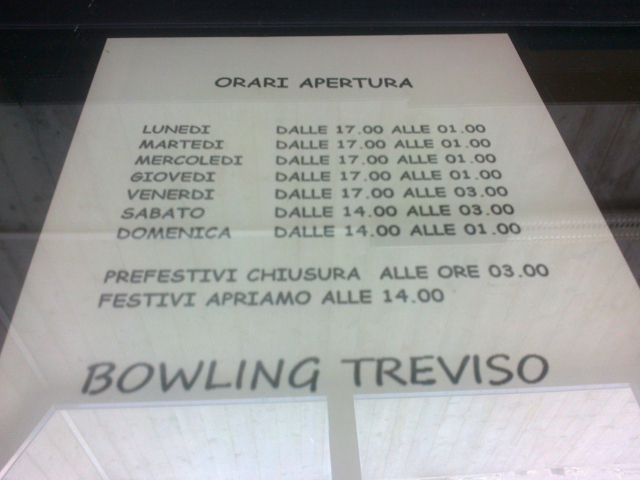 ORARI APERTURA
LUNEDI DALLE 17.00 ALLE 01.00
MARTEDI DALLE 17.00 ALLE 01.00
MERCOLEDI DALLE 17.00 ALLE 01.00
GIOVEDI DALLE 17.00 ALLE 01.00
VENERDI DALLE 17.00 ALLE 03.00
SABATO DALLE 14.00 ALLE 03.00
DOMENICA DALLE 14.00 ALLE 01.00
PREFESTIVI CHIUSURA ALLE ORE 03.00
FESTIVI APRIAMO ALLE 14.00
BOWLING TREVISO